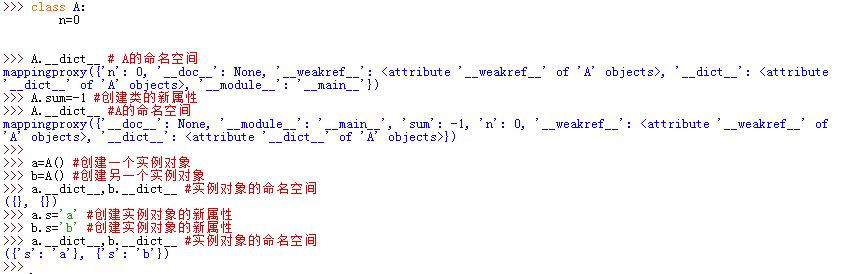 >>> class A:
        n=0

>>> A.__dict__ # A的命名空间
mappingproxy({'n': 0, '__doc__': None, '__weakref__': <attribute '__weakref__' of 'A' objects>, '__dict__': <attribute
'__dict__' of 'A' objects>, '__module__': '__main__'})
>>> A.sum=-1 #创建类的新属性
>>> A.__dict__ #A的命名空间
mappingproxy({'__doc__': None, '__module__': '__main__', 'sum': -1, 'n': 0, '__weakref__': <attribute '__weakref__' of
'A' objects>, '__dict__': <attribute '__dict__' of 'A' objects>})
>>>
>>> a=A() #创建一个实例对象
>>> b=A() #创建另一个实例对象
>>> a.__dict__,b.__dict__ #实例对象的命名空间
({}, {})
>>> a.s='a' #创建实例对象的新属性
>>> b.s='b' #创建实例对象的新属性
>>> a.__dict__,b.__dict__ #实例对象的命名空间
({'s': 'a'}, {'s': 'b'})
>>>